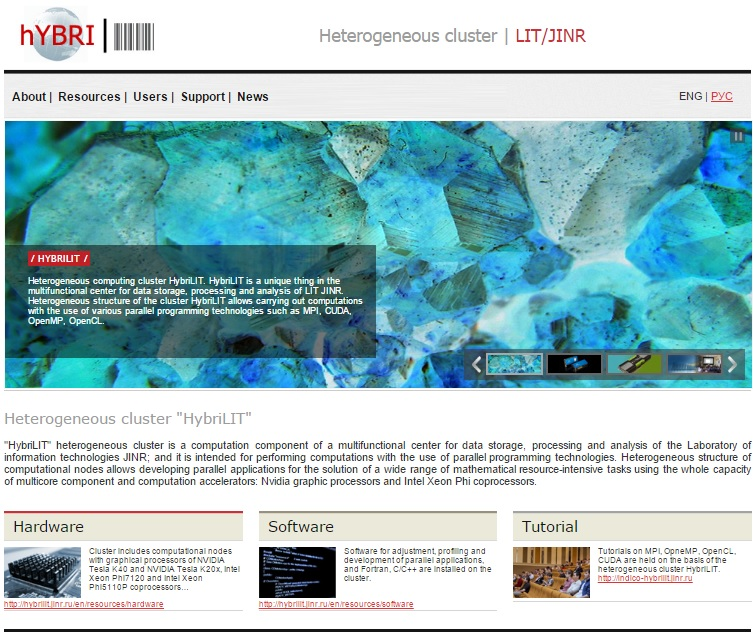 hYBRI
Heterogeneous cluster | LIT/JINR
About | Resources | Users | Support | News
ENG | РУС
/ HYBRILIT /
Heterogeneous computing cluster HybriLIT. HybriLIT is a unique thing in the
multifunctional center for data storage, processing and analysis of LIT JINR.
Heterogeneous structure of the cluster HybriLIT allows carrying out computations
with the use of various parallel programming technologies such as MPI, CUDA,
OpenMP, OpenCL.
Heterogeneous cluster "HybriLIT"
"HybriLIT" heterogeneous cluster is a computation component of a multifunctional center for data storage, processing and analysis of the Laboratory of
information technologies JINR; and it is intended for performing computations with the use of parallel programming technologies. Heterogeneous structure of
computational nodes allows developing parallel applications for the solution of a wide range of mathematical resource-intensive tasks using the whole capacity
of multicore component and computation accelerators: Nvidia graphic processors and Intel Xeon Phi coprocessors.
Hardware
Cluster includes computational nodes
with graphical processors of NVIDIA
Tesla K40 and NVIDIA Tesla K20x, Intel
Xeon Phi7120 and Intel Xeon
Phi5110P coprocessors...
http://hybrilit.jinr.ru/en/resources/hardware
Software
Software for adjustment, profiling and
development of parallel applications,
and Fortran, C/C++ are installed on the
cluster.
http://hybrilit.jinr.ru/en/resources/software
Tutorial
Tutorials on MPI, OpneMP, OpenCL,
CUDA are held on the basis of the
heterogeneous cluster HybriLIT.
http://indico-hybrilit.jinr.ru